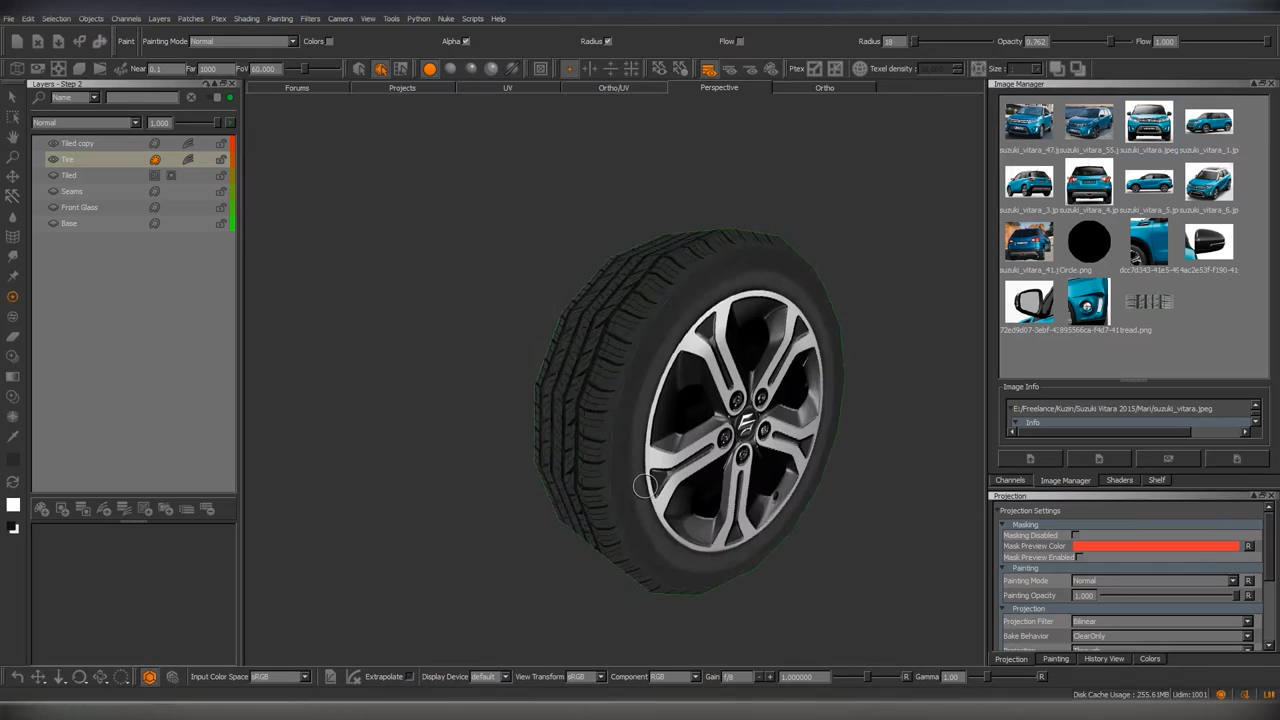 File Edit Selection Objects Channels Layers Patches Ptex Shading Painting Filters Camera View Tools Python Nuke Scripts Help
Paint Painting Mode Normal Colors Alpha Radius Flow Radius 18 Opacity 0.762 Flow 1.000
Near 0.1 Far 1000 FoV 60.000 Ptex Texel density : Size :
Layers - Step 2
Forums Projects UV Ortho/UV Perspective Ortho
Image Manager
Name
Normal 1.000
Tiled copy
Tire
Tiled
Seams
Front Glass
Base
suzuki_vitara_47.j suzuki_vitara_55.j suzuki_vitara.jpeg suzuki_vitara_1.jp
suzuki_vitara_3.jp suzuki_vitara_4.jp suzuki_vitara_5.jp suzuki_vitara_6.jp
suzuki_vitara_41.j Circle.png
tread.png
Image Info
E:/Freelance/Kuzin/Suzuki Vitara 2015/Mari/suzuki_vitara.jpeg
Info
Channels Image Manager Shaders Shelf
Projection
Projection Settings
Masking
Masking Disabled
Mask Preview Color R
Mask Preview Enabled
Painting
Painting Mode Normal R
Painting Opacity 1.000 R
Projection
Projection Filter Bilinear
Bake Behavior ClearOnly
Projection Painting History View Colors
Input Color Space sRGB Extrapolate Display Device default View Transform sRGB Component RGB Gain f/8 - + 1.000000 R Gamma 1.00 R
Disk Cache Usage : 255.61MB Udim:1001